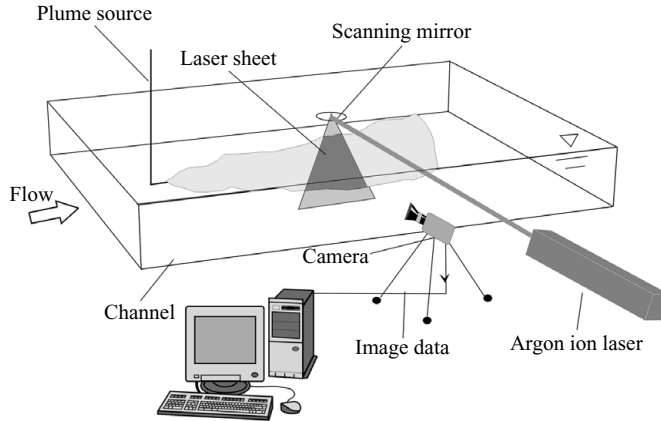 Plume source
Scanning mirror
Laser sheet
Flow
Camera
Channel
Image data
Argon ion laser